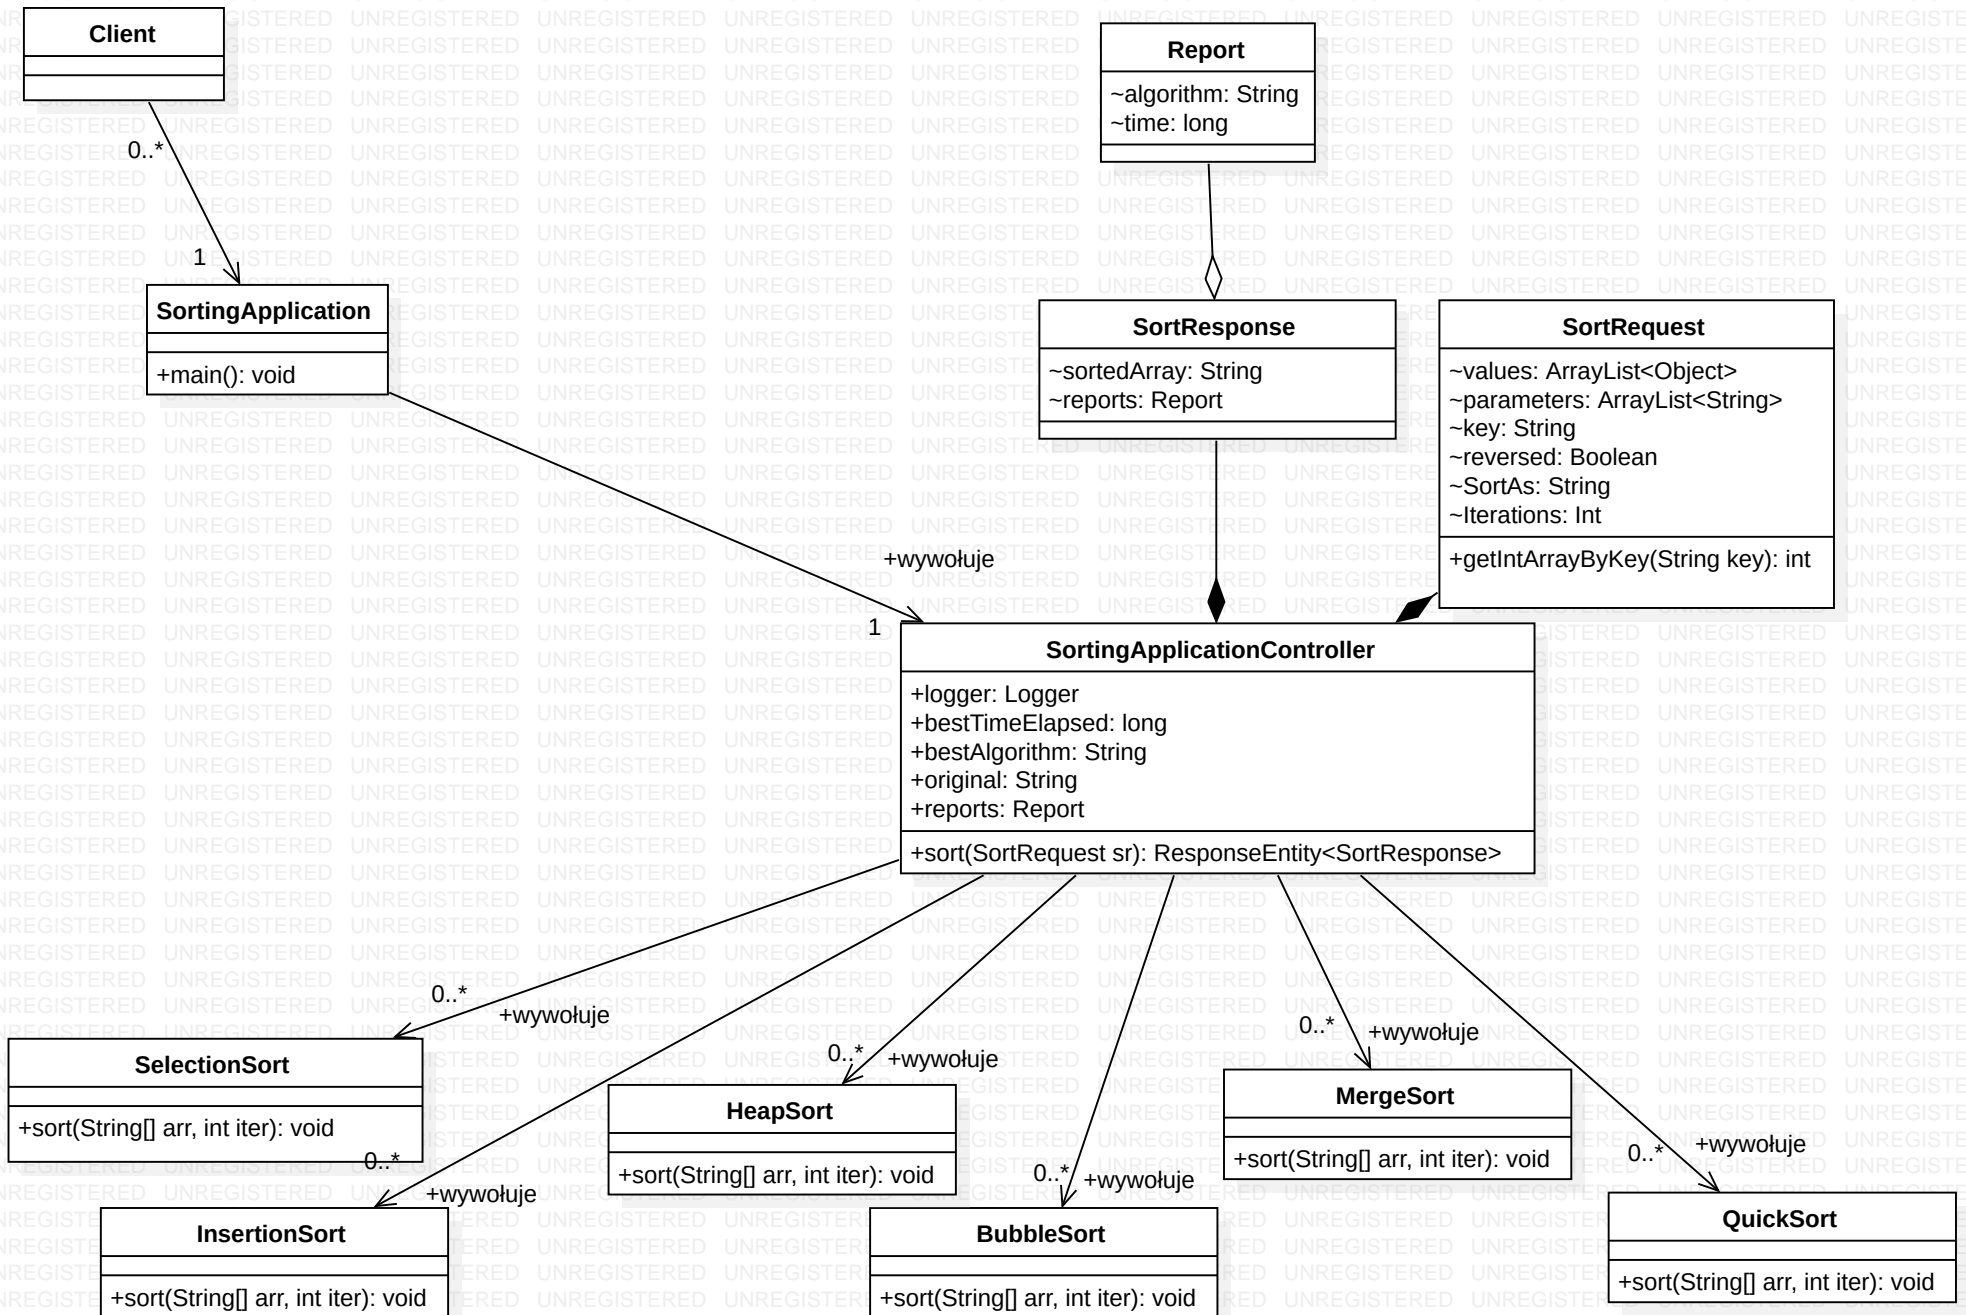 Client
0..*
1
SortingApplication
+main(): void
Report
~algorithm: String
~time: long
SortResponse
~sortedArray: String
~reports: Report
SortRequest
~values: ArrayList<Object>
~parameters: ArrayList<String>
~key: String
~reversed: Boolean
~SortAs: String
~Iterations: Int
+getIntArrayByKey(String key): int
+wywołuje
1
SortingApplicationController
+logger: Logger
+bestTimeElapsed: long
+bestAlgorithm: String
+original: String
+reports: Report
+sort(SortRequest sr): ResponseEntity<SortResponse>
0..*
+wywołuje
SelectionSort
+sort(String[] arr, int iter): void
0..*
+wywołuje
InsertionSort
+sort(String[] arr, int iter): void
0..*
+wywołuje
HeapSort
+sort(String[] arr, int iter): void
0..*
+wywołuje
BubbleSort
+sort(String[] arr, int iter): void
0..*
+wywołuje
MergeSort
+sort(String[] arr, int iter): void
0..*
+wywołuje
QuickSort
+sort(String[] arr, int iter): void
UNREGISTERED